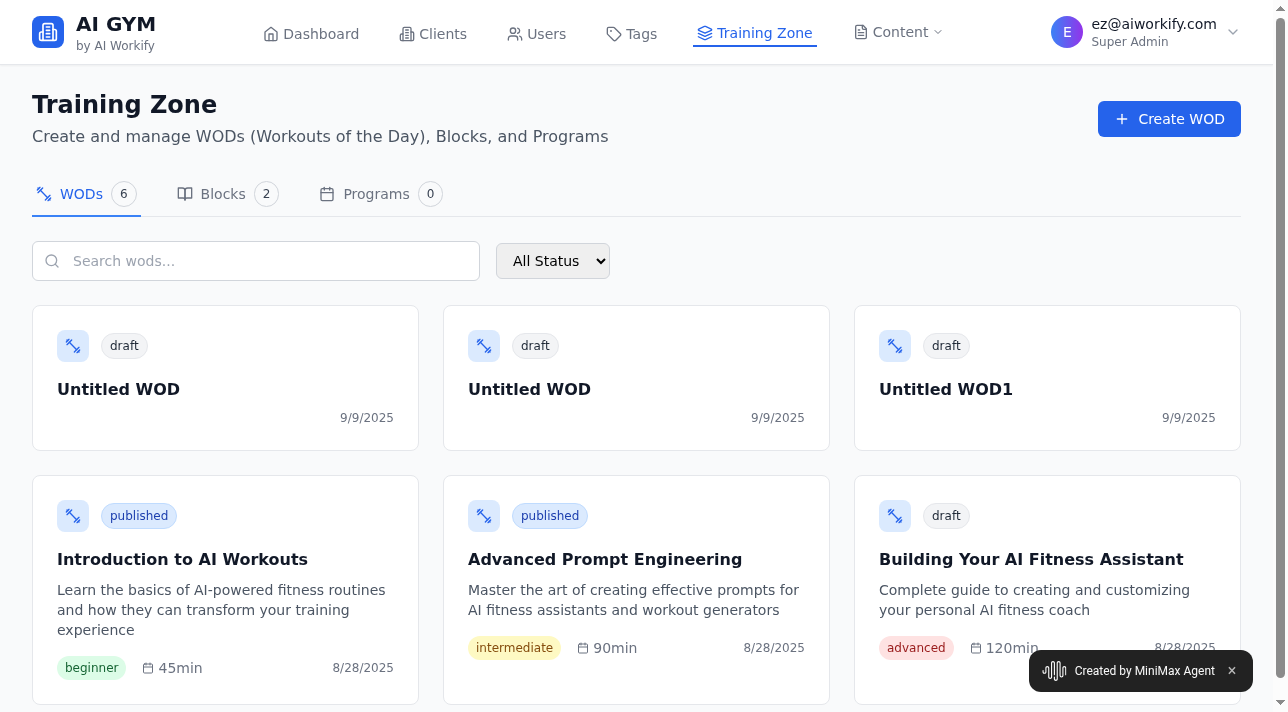 AI GYM
by AI Workify
Dashboard
Clients
Users
Tags
Training Zone
Content
E
ez@aiworkify.com
Super Admin
Training Zone
Create and manage WODs (Workouts of the Day), Blocks, and Programs
Create WOD
WODs 6
Blocks 2
Programs 0
Search wods...
All Status
draft
Untitled WOD
9/9/2025
draft
Untitled WOD
9/9/2025
draft
Untitled WOD1
9/9/2025
published
Introduction to AI Workouts
Learn the basics of AI-powered fitness routines
and how they can transform your training
experience
beginner 45min 8/28/2025
published
Advanced Prompt Engineering
Master the art of creating effective prompts for
AI fitness assistants and workout generators
intermediate 90min 8/28/2025
draft
Building Your AI Fitness Assistant
Complete guide to creating and customizing
your personal AI fitness coach
advanced 120min 8/28/2025
Created by MiniMax Agent